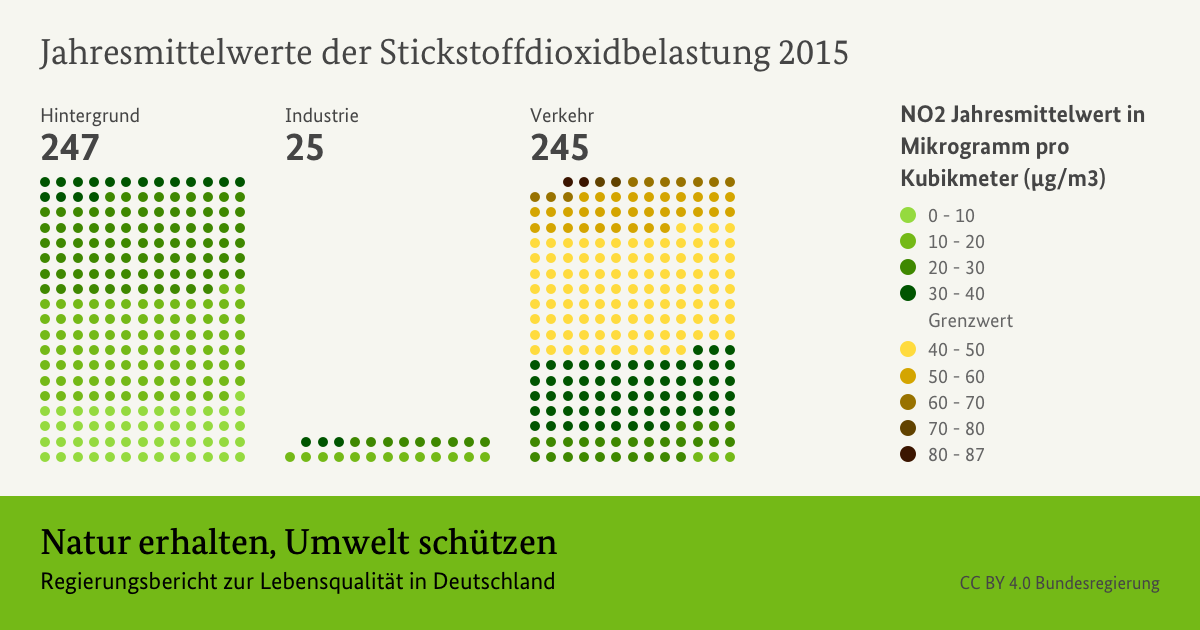 Jahresmittelwerte der Stickstoffdioxidbelastung 2015
Hintergrund
247
Industrie
25
Verkehr
245
NO2 Jahresmittelwert in
Mikrogramm pro
Kubikmeter (µg/m3)
0 - 10
10 - 20
20 - 30
30 - 40
Grenzwert
40 - 50
50 - 60
60 - 70
70 - 80
80 - 87
Natur erhalten, Umwelt schützen
Regierungsbericht zur Lebensqualität in Deutschland
CC BY 4.0 Bundesregierung